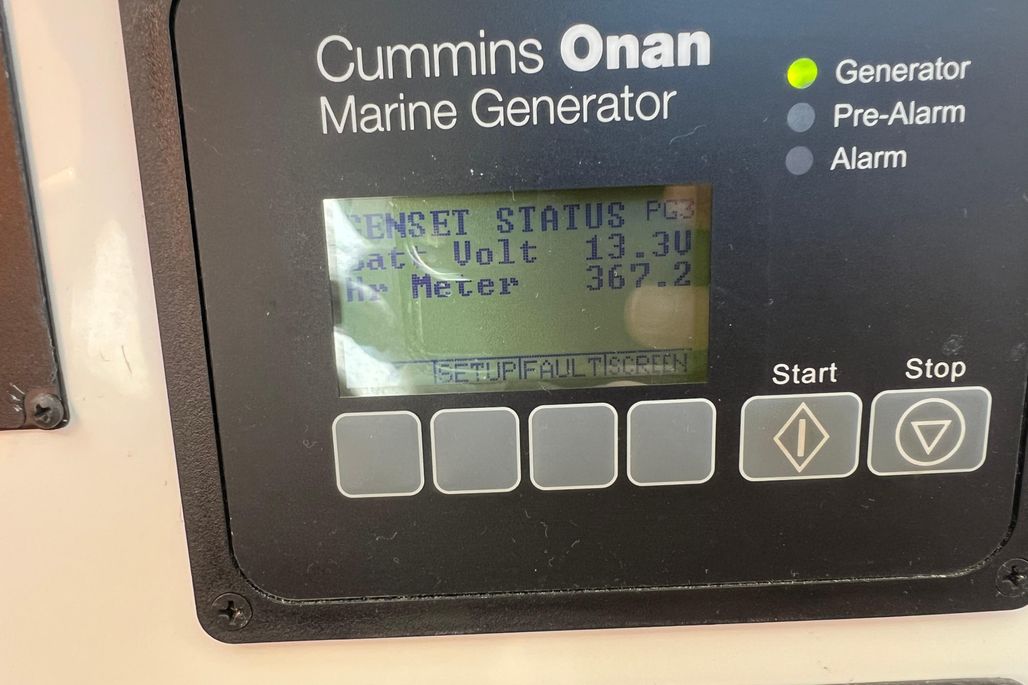 Cummins Onan
Marine Generator
Generator
Pre-Alarm
Alarm
GENSET STATUS PG3
Batt Volt 13.3V
Hr Meter 367.2
SETUP FAULT SCREEN
Start
Stop